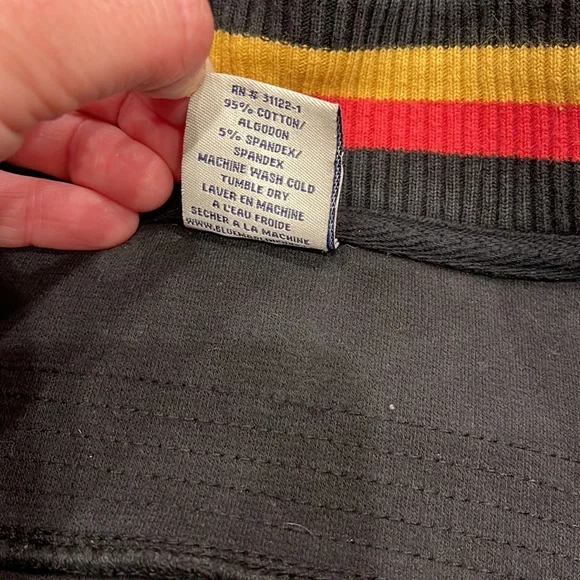 RN # 31122-1
95% COTTON/
ALGODON
5% SPANDEX/
SPANDEX
MACHINE WASH COLD
TUMBLE DRY
LAVER EN MACHINE
A L'EAU FROIDE
SECHER A LA MACHINE